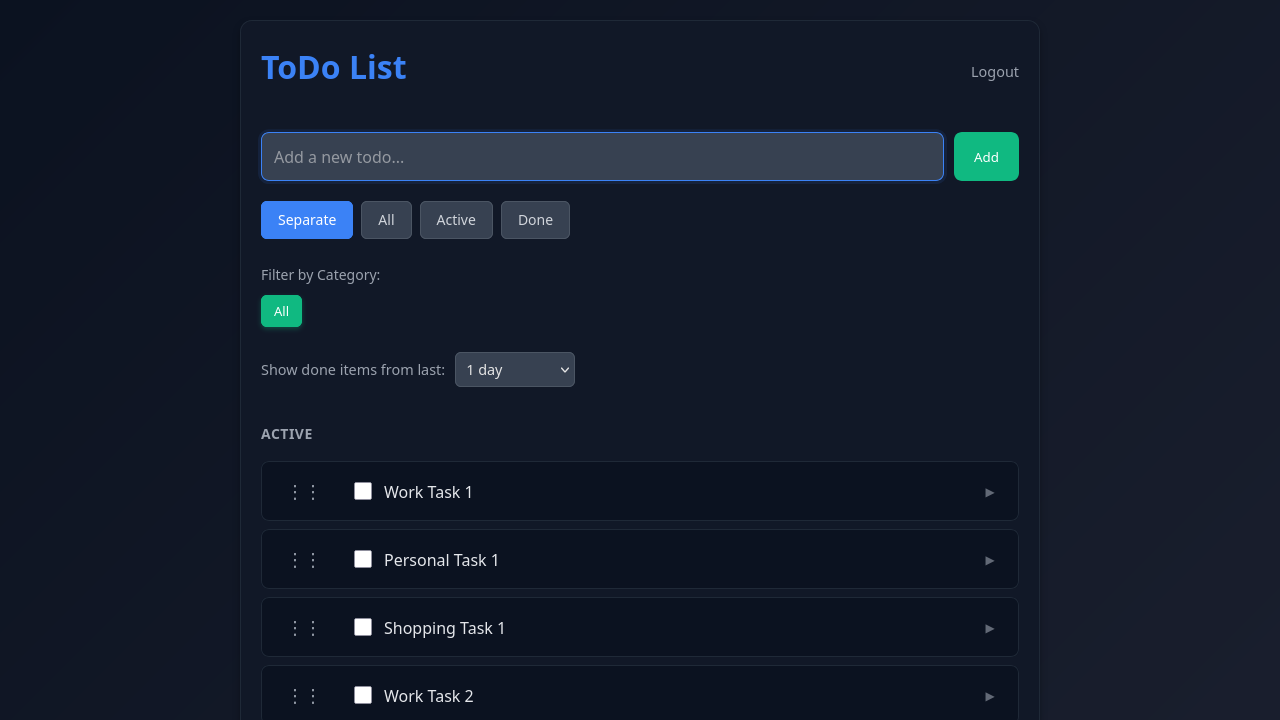 ToDo List
Logout
Add a new todo...
Add
Separate
All
Active
Done
Filter by Category:
All
Show done items from last:
1 day
ACTIVE
Work Task 1
Personal Task 1
Shopping Task 1
Work Task 2